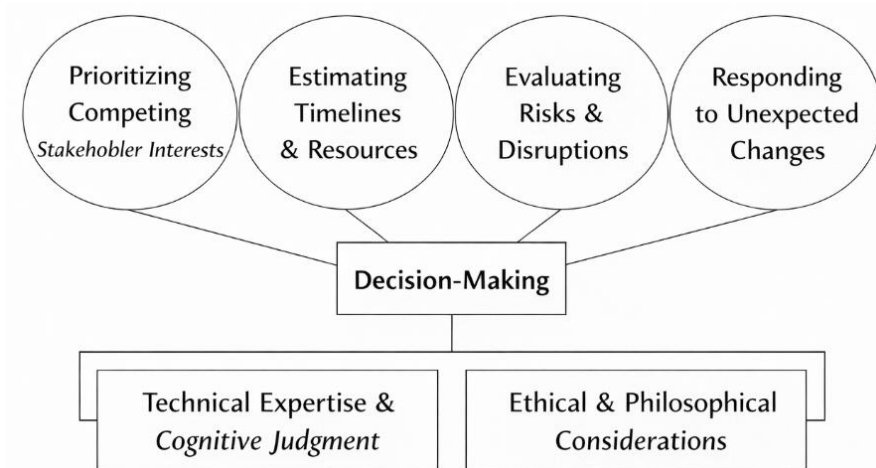 Prioritizing
Competing
Stakehobler Interests
Estimating
Timelines
& Resources
Evaluating
Risks &
Disruptions
Responding
to Unexpected
Changes
Decision-Making
Technical Expertise &
Cognitive Judgment
Ethical & Philosophical
Considerations